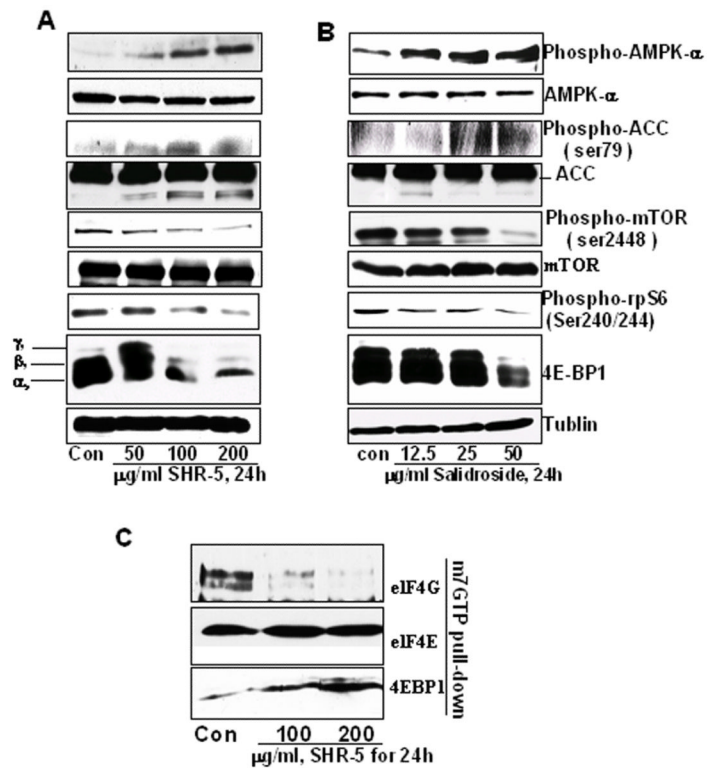 A
B
Phospho-AMPK-α
AMPK-α
Phospho-ACC
(ser79)
ACC
Phospho-mTOR
(ser2448)
mTOR
Phospho-rpS6
(Ser240/244)
γ,
β,
α,
4E-BP1
Tublin
Con 50 100 200
μg/ml SHR-5, 24h
con 12.5 25 50
μg/ml Salidroside, 24h
C
eIF4G
eIF4E
4EBP1
m7GTP pull-down
Con 100 200
μg/ml, SHR-5 for 24h